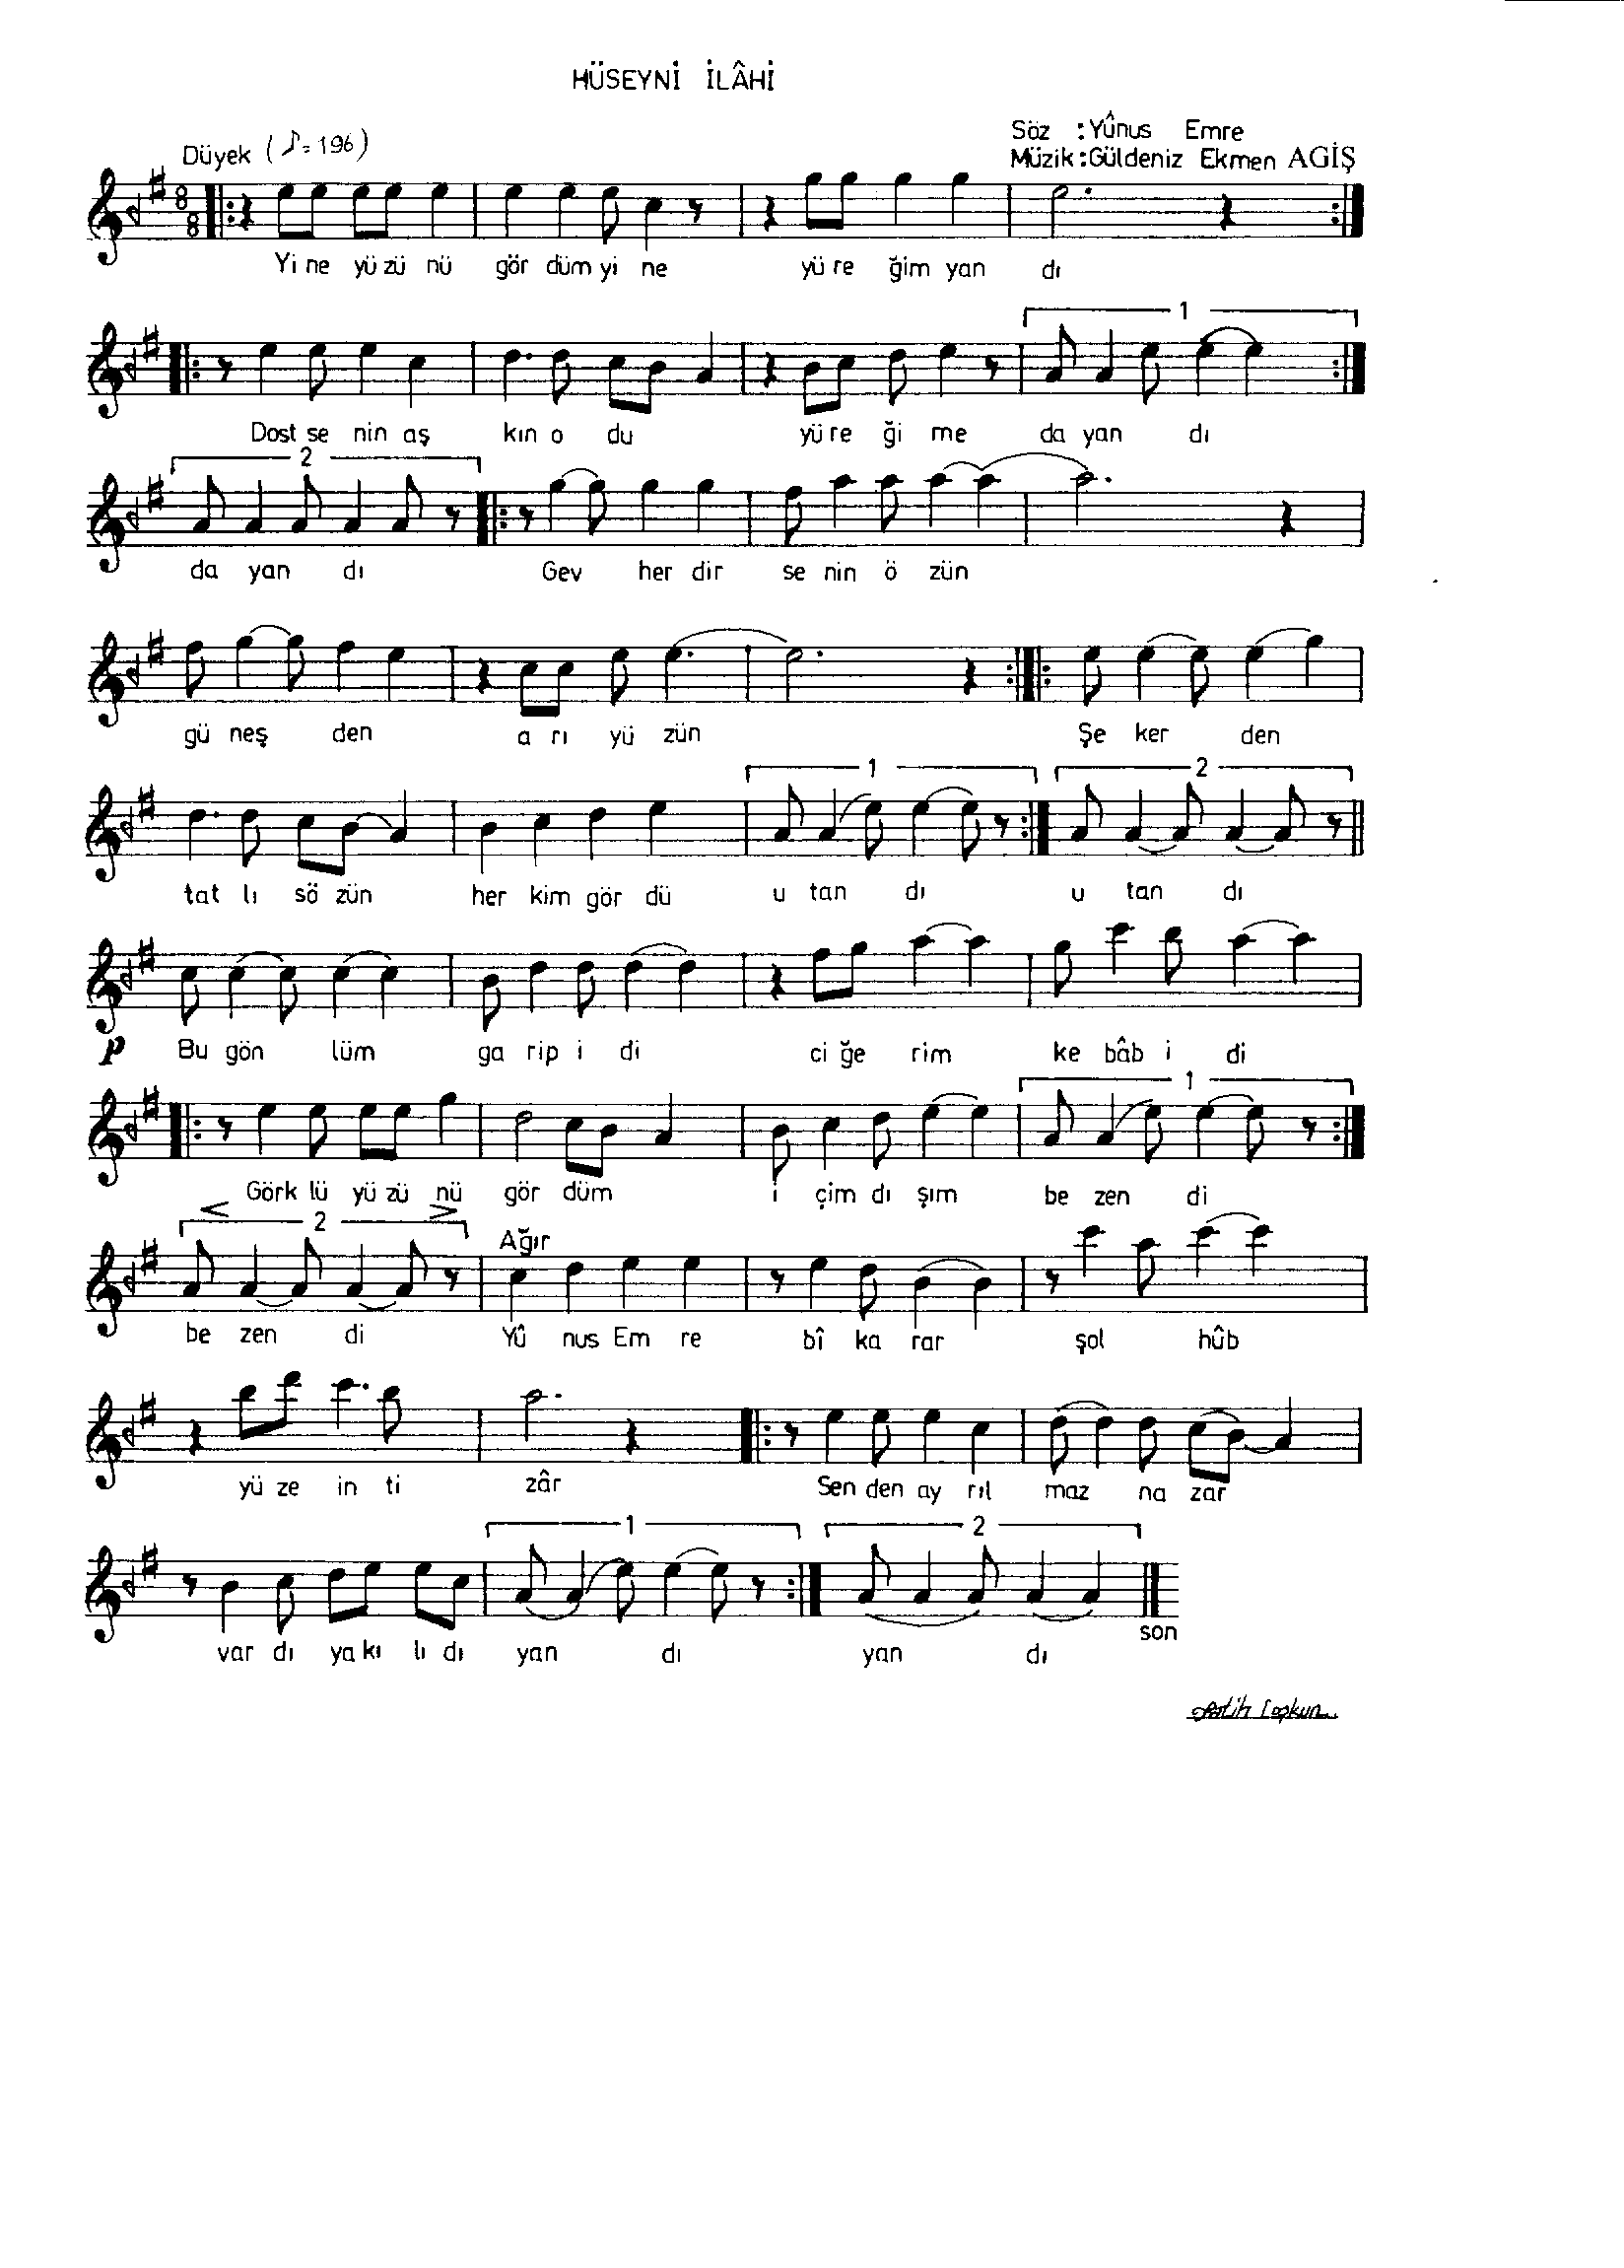 HÜSEYNİ İLÂHİ
Söz : Yûnus Emre
Düyek (♪=196)
Müzik : Güldeniz Ekmen AGİŞ
8
8
Yi ne yü zü nü gör düm yi ne yü re ğim yan dı
1
Dost se nin aş kın o du yü re ği me da yan dı
2
da yan dı Gev her dir se nin ö zün
gü neş den a rı yü zün Şe ker den
1 2
tat lı sö zün her kim gör dü u tan dı u tan dı
p Bu gön lüm ga rip i di ci ğe rim ke bâb i di
1
Görk lü yü zü nü gör düm i çim dı şım be zen di
2
Ağır
be zen di Yû nus Em re bî ka rar şol hûb
yü ze in ti zâr Sen den ay rıl maz na zar
1 2
son
var dı ya kı lı dı yan dı yan dı
Fatih Coşkun